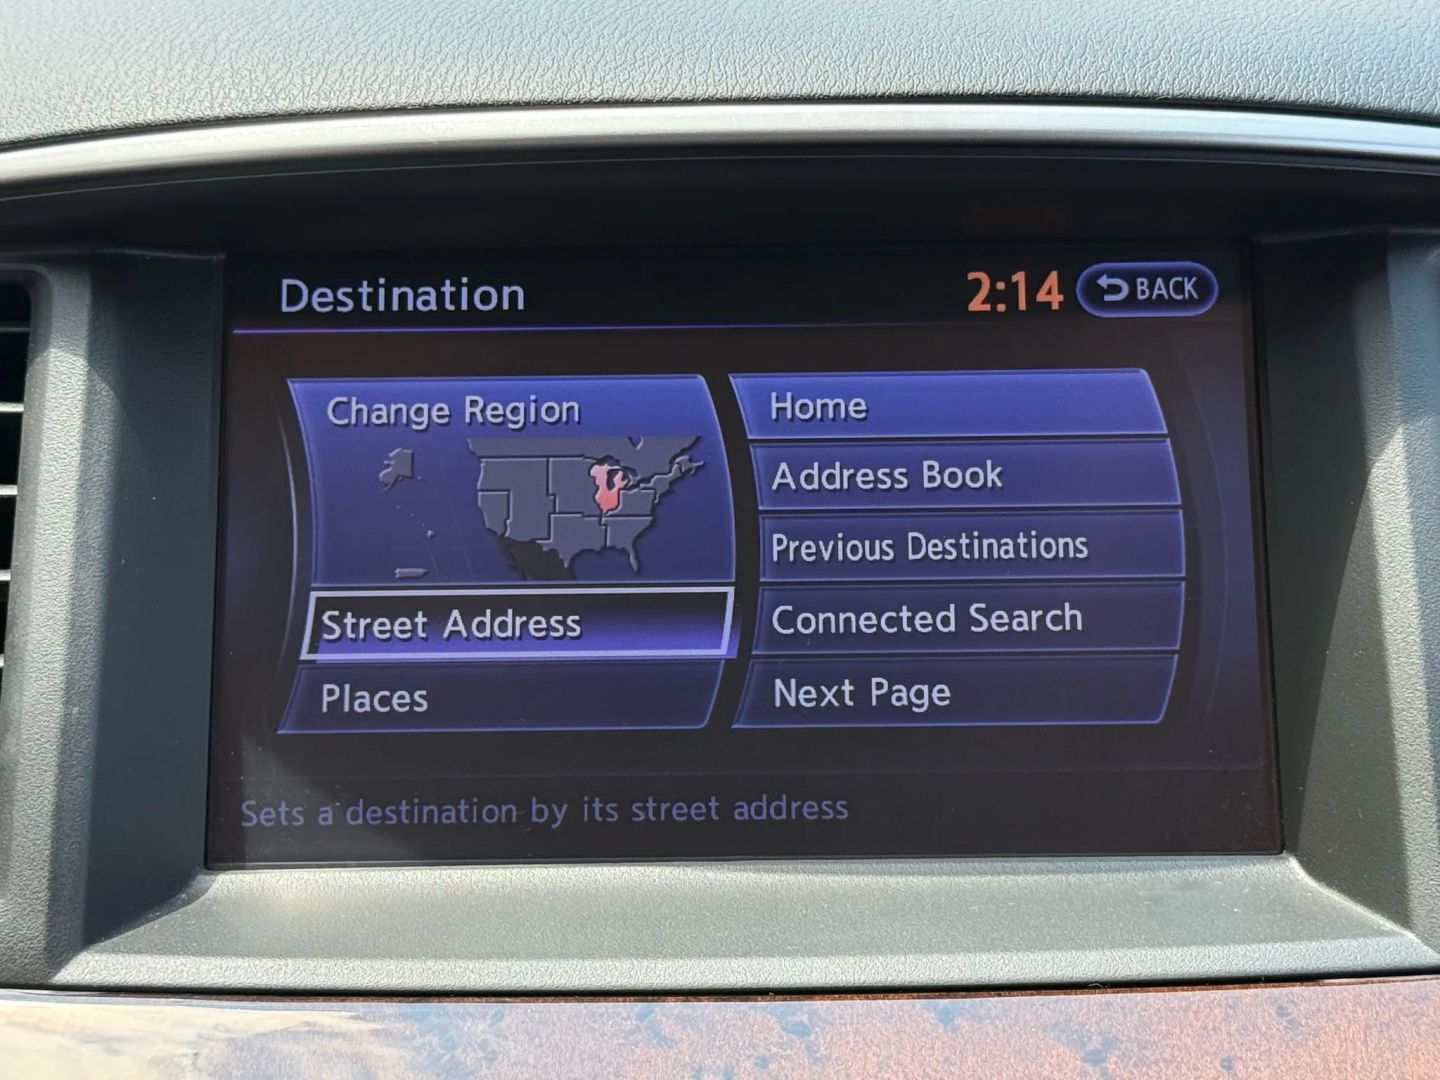 Destination
2:14
BACK
Change Region
Street Address
Places
Home
Address Book
Previous Destinations
Connected Search
Next Page
Sets a destination by its street address